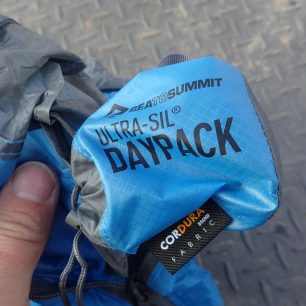 SEATOSUMMIT
ULTRA-SIL®
DAYPACK
CORDURA
FABRIC